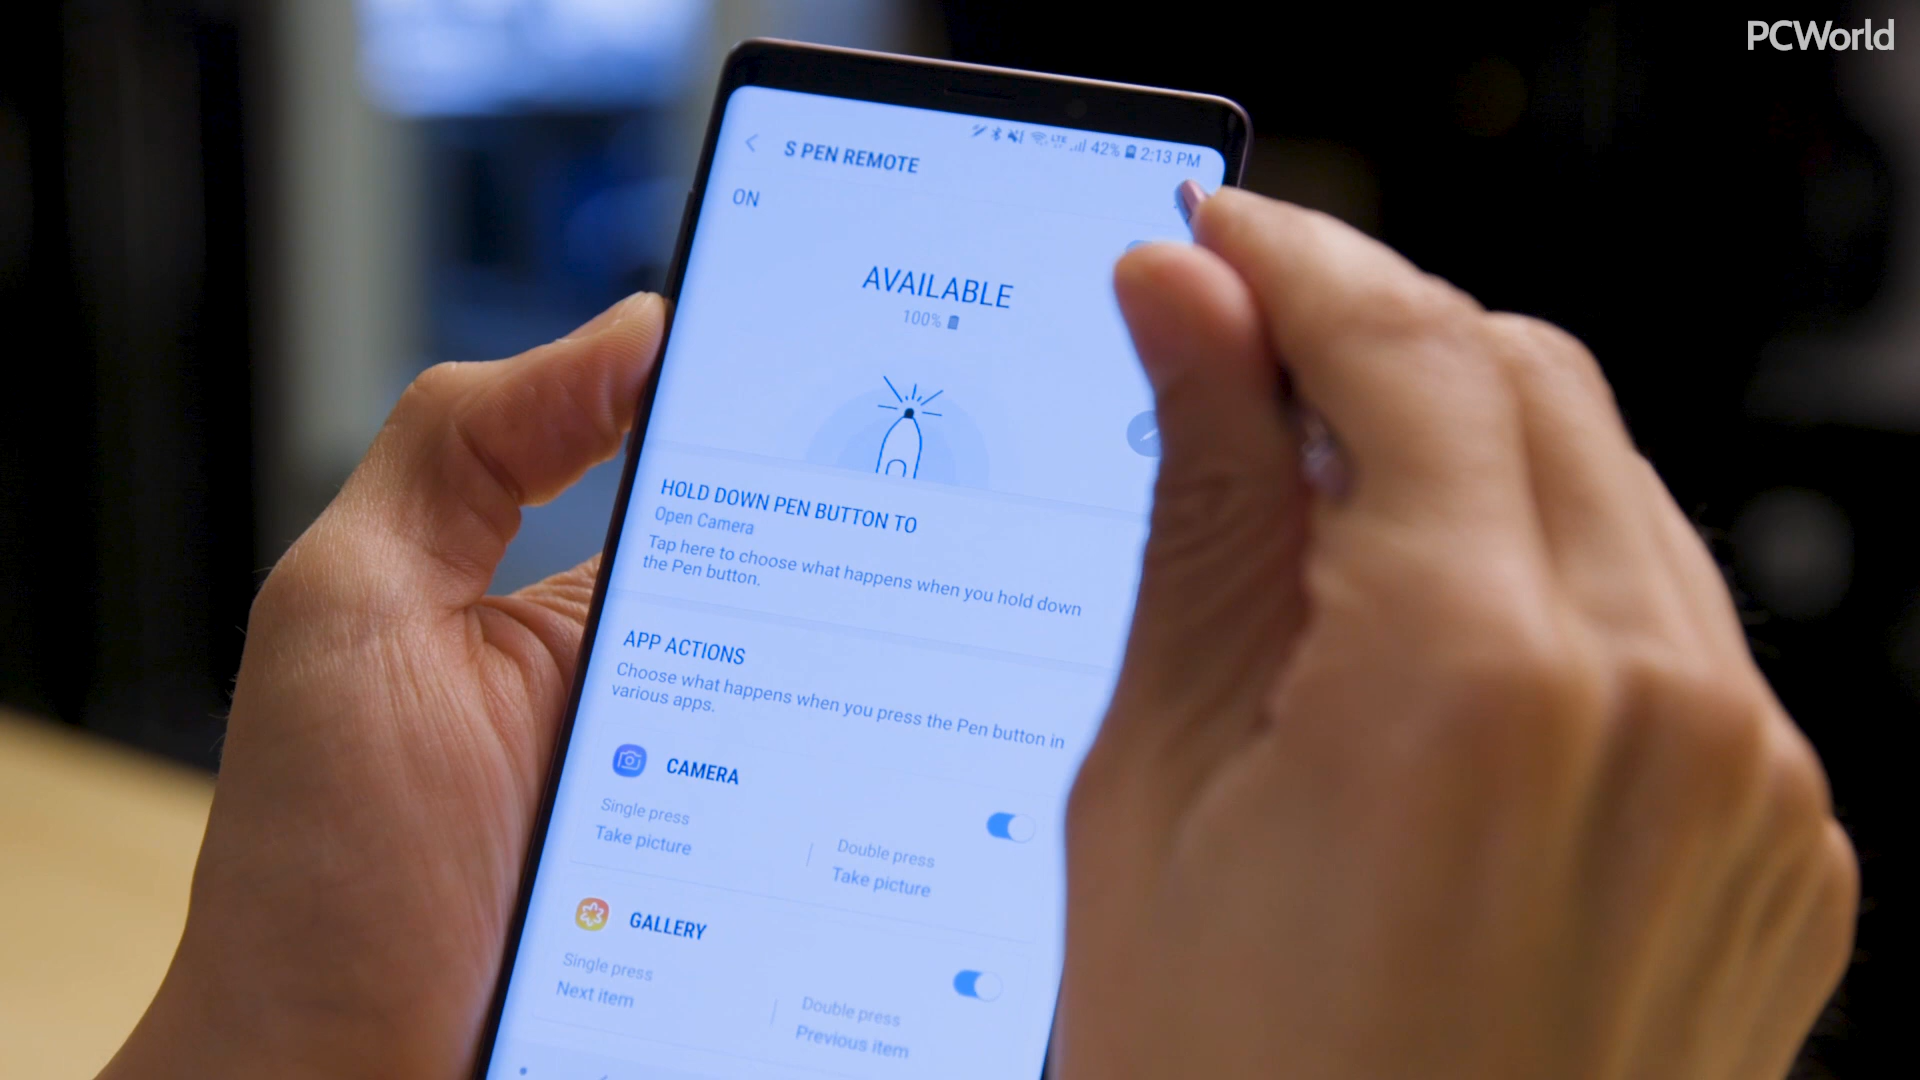 PCWorld
LTE 42% 2:13 PM
S PEN REMOTE
ON
AVAILABLE
100%
HOLD DOWN PEN BUTTON TO
Open Camera
Tap here to choose what happens when you hold down
the Pen button.
APP ACTIONS
Choose what happens when you press the Pen button in
various apps.
CAMERA
Single press
Take picture
Double press
Take picture
GALLERY
Single press
Next item
Double press
Previous item